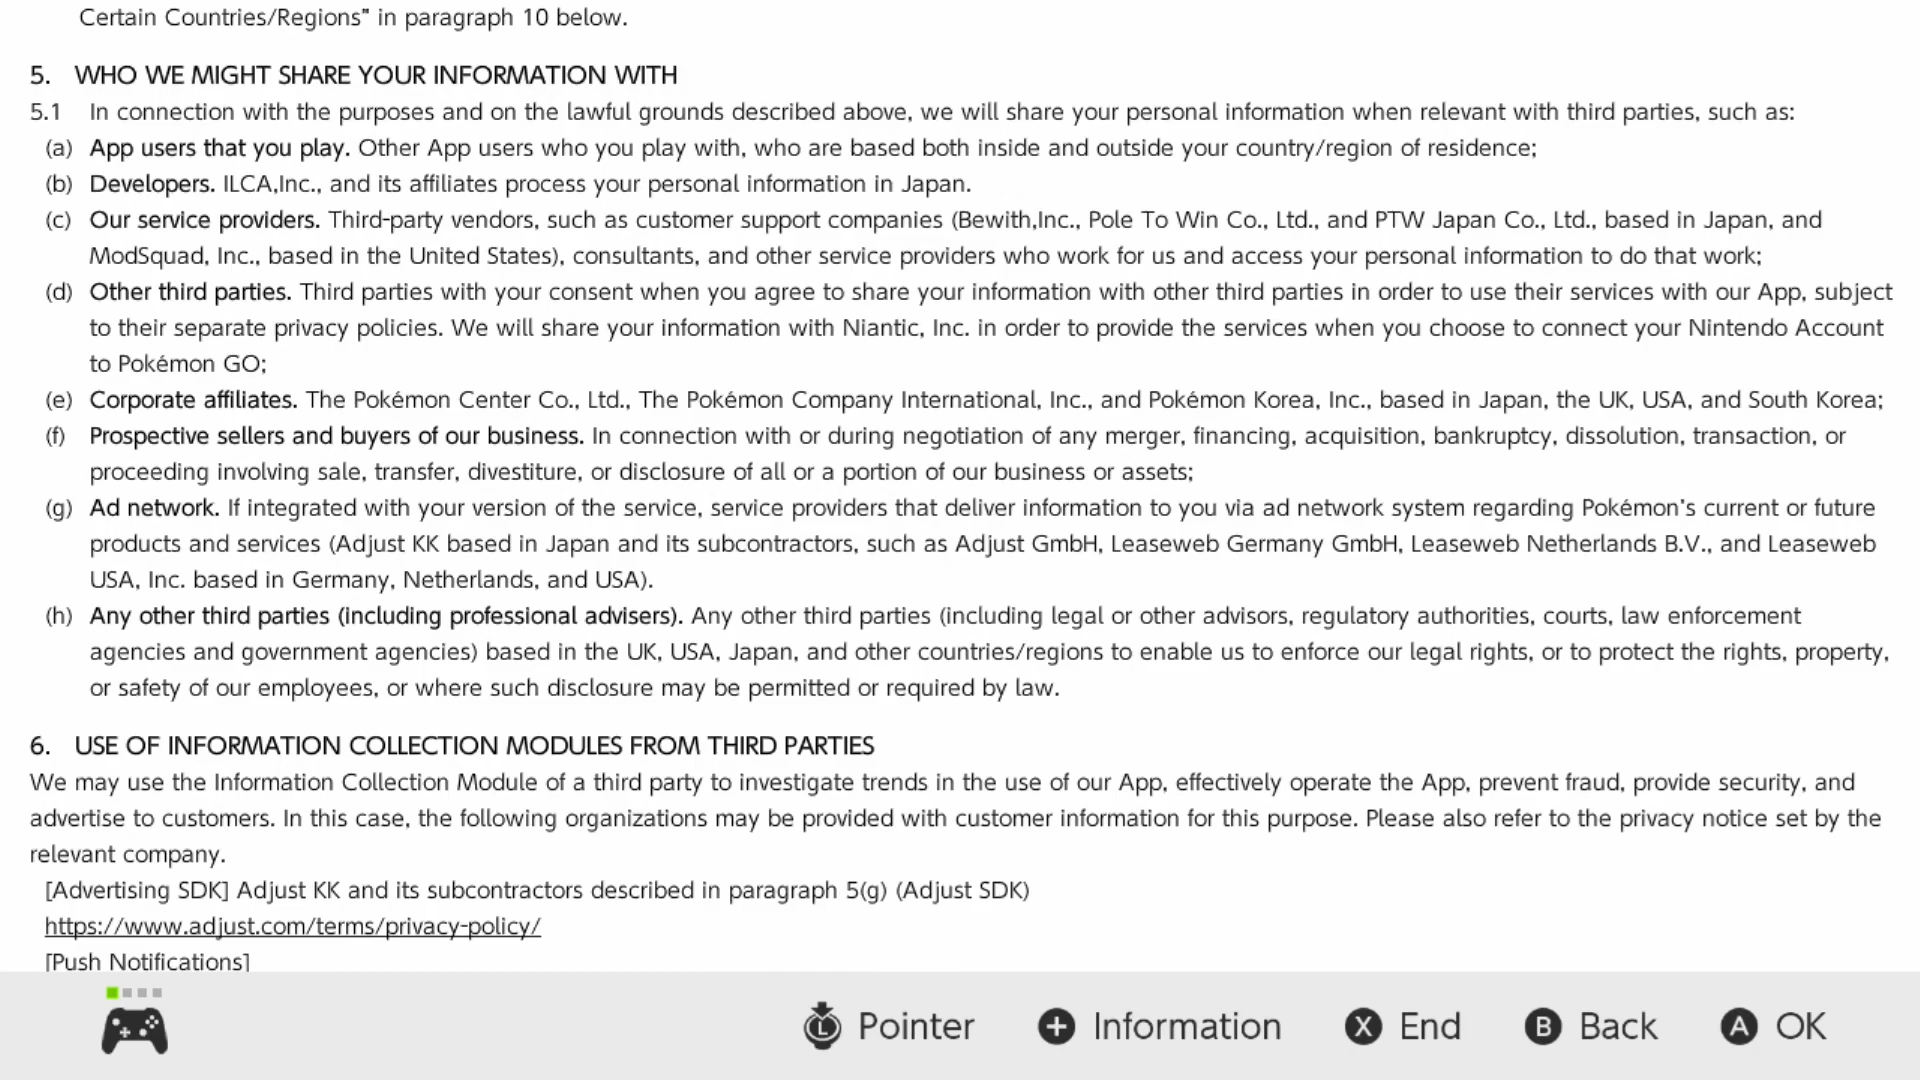 Certain Countries/Regions" in paragraph 10 below.
5. WHO WE MIGHT SHARE YOUR INFORMATION WITH
5.1 In connection with the purposes and on the lawful grounds described above, we will share your personal information when relevant with third parties, such as:
(a) App users that you play. Other App users who you play with, who are based both inside and outside your country/region of residence;
(b) Developers. ILCA,Inc., and its affiliates process your personal information in Japan.
(c) Our service providers. Third-party vendors, such as customer support companies (Bewith,Inc., Pole To Win Co., Ltd., and PTW Japan Co., Ltd., based in Japan, and
ModSquad, Inc., based in the United States), consultants, and other service providers who work for us and access your personal information to do that work;
(d) Other third parties. Third parties with your consent when you agree to share your information with other third parties in order to use their services with our App, subject
to their separate privacy policies. We will share your information with Niantic, Inc. in order to provide the services when you choose to connect your Nintendo Account
to Pokémon GO;
(e) Corporate affiliates. The Pokémon Center Co., Ltd., The Pokémon Company International, Inc., and Pokémon Korea, Inc., based in Japan, the UK, USA, and South Korea;
(f) Prospective sellers and buyers of our business. In connection with or during negotiation of any merger, financing, acquisition, bankruptcy, dissolution, transaction, or
proceeding involving sale, transfer, divestiture, or disclosure of all or a portion of our business or assets;
(g) Ad network. If integrated with your version of the service, service providers that deliver information to you via ad network system regarding Pokémon's current or future
products and services (Adjust KK based in Japan and its subcontractors, such as Adjust GmbH, Leaseweb Germany GmbH, Leaseweb Netherlands B.V., and Leaseweb
USA, Inc. based in Germany, Netherlands, and USA).
(h) Any other third parties (including professional advisers). Any other third parties (including legal or other advisors, regulatory authorities, courts, law enforcement
agencies and government agencies) based in the UK, USA, Japan, and other countries/regions to enable us to enforce our legal rights, or to protect the rights, property,
or safety of our employees, or where such disclosure may be permitted or required by law.
6. USE OF INFORMATION COLLECTION MODULES FROM THIRD PARTIES
We may use the Information Collection Module of a third party to investigate trends in the use of our App, effectively operate the App, prevent fraud, provide security, and
advertise to customers. In this case, the following organizations may be provided with customer information for this purpose. Please also refer to the privacy notice set by the
relevant company.
[Advertising SDK] Adjust KK and its subcontractors described in paragraph 5(g) (Adjust SDK)
https://www.adjust.com/terms/privacy-policy/
[Push Notifications]
L Pointer + Information X End B Back A OK